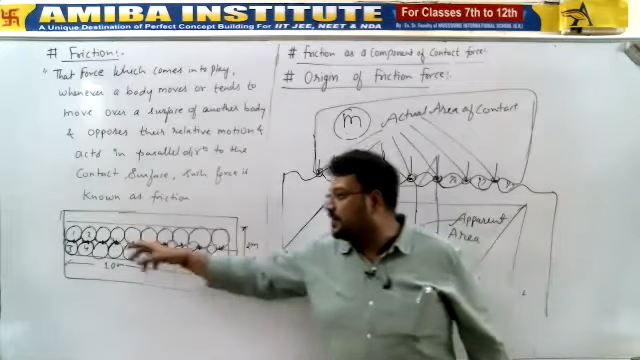 AMIBA INSTITUTE
A Unique Destination of Perfect Concept Building For IIT JEE, NEET & NDA
For Classes 7th to 12th
# Friction:-
"That Force which comes into play,
whenever a body moves or tends to
move over a surface of another body
& opposes their relative motion &
acts in parallel dirn to the
Contact Surface, such force is
Known as friction
# Friction as a Component of Contact force:-
# Origin of Friction force:-
m
Actual Area of Contact
Apparent
Area
1 2
2m
10m